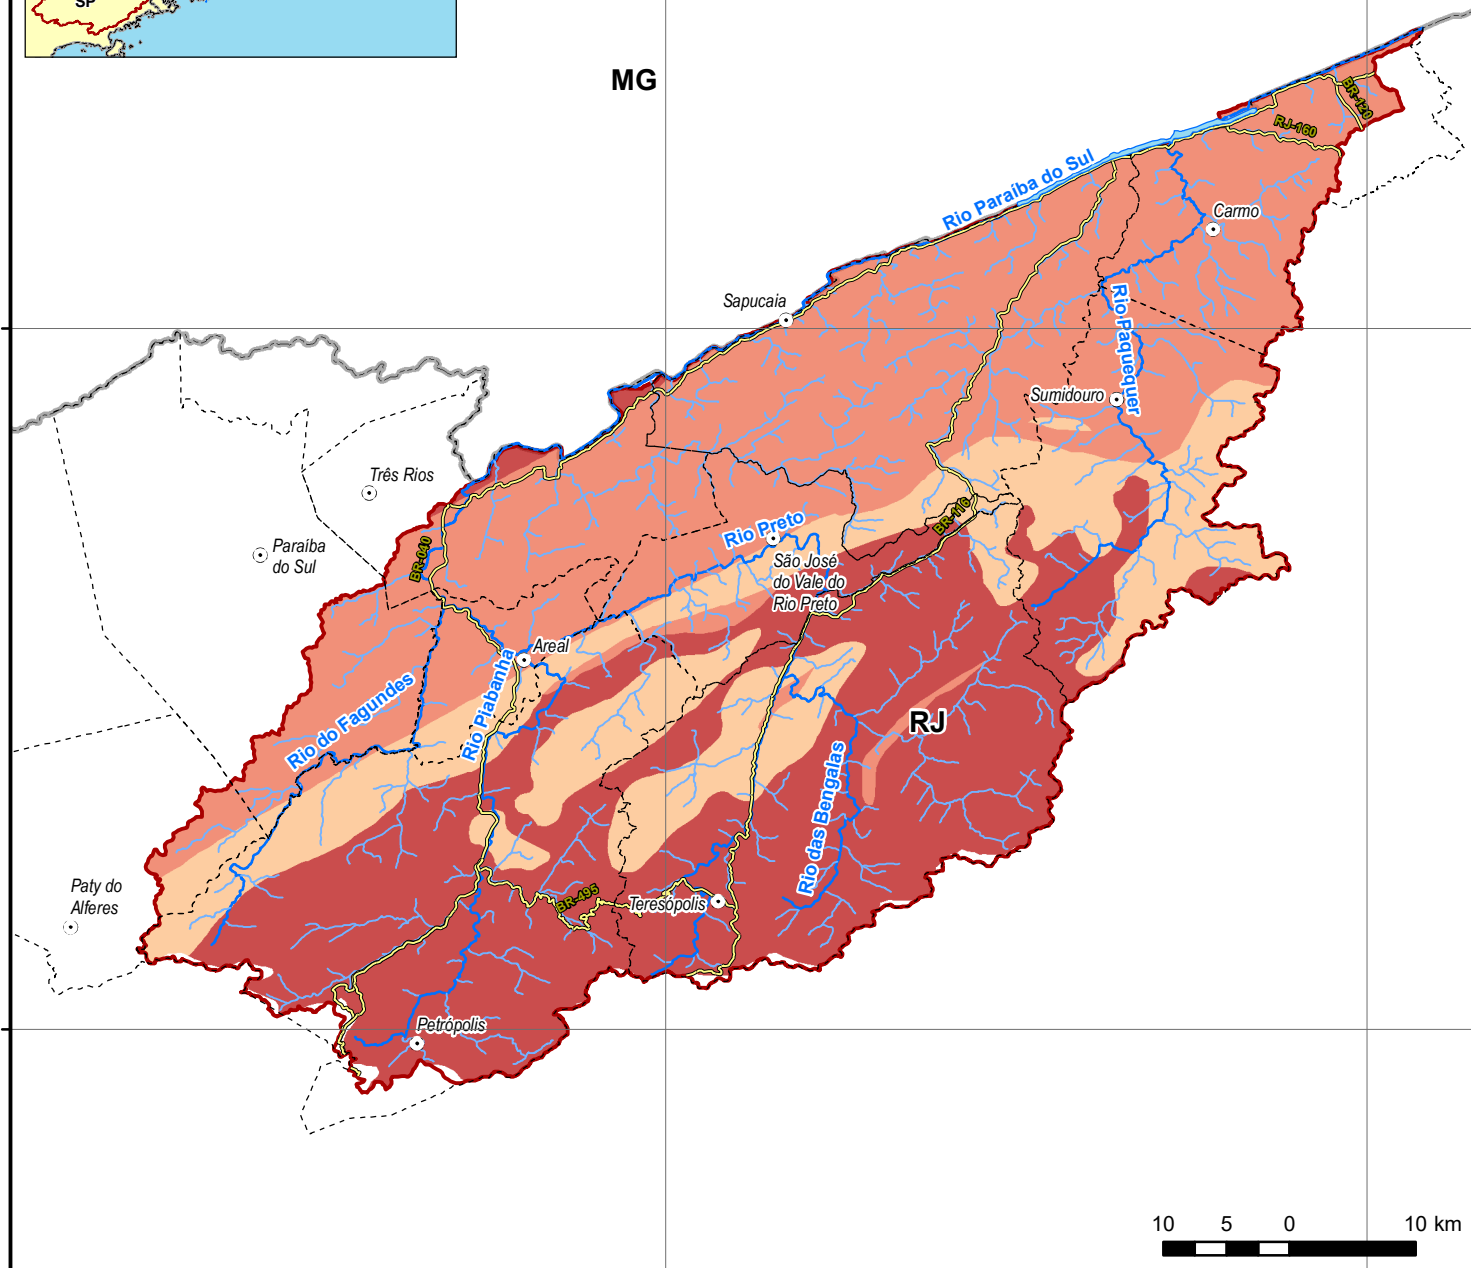 SP
MG
BR-120
RJ-160
Rio Paraíba do Sul
Carmo
Sapucaia
Rio Paquequer
Sumidouro
Três Rios
BR-116
Rio Preto
Paraíba
do Sul
BR-040
São José
do Vale do
Rio Preto
Areal
Rio Piabanha
Rio do Fagundes
RJ
Rio das Bengalas
Paty do
Alferes
BR-495
Teresópolis
Petrópolis
10 5 0 10 km